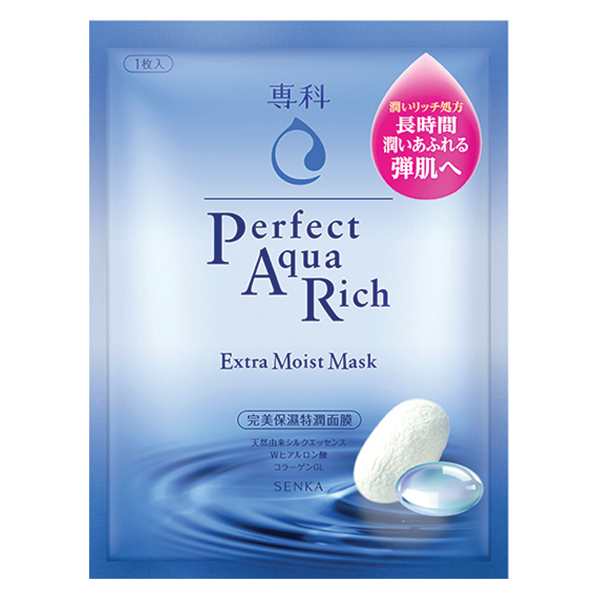 1枚入
専科
潤いリッチ処方
長時間
潤いあふれる
弾肌へ
Perfect
Aqua
Rich
Extra Moist Mask
完美保濕特潤面膜
天然由来シルクエッセンス
Wヒアルロン酸
コラーゲンGL
SENKA